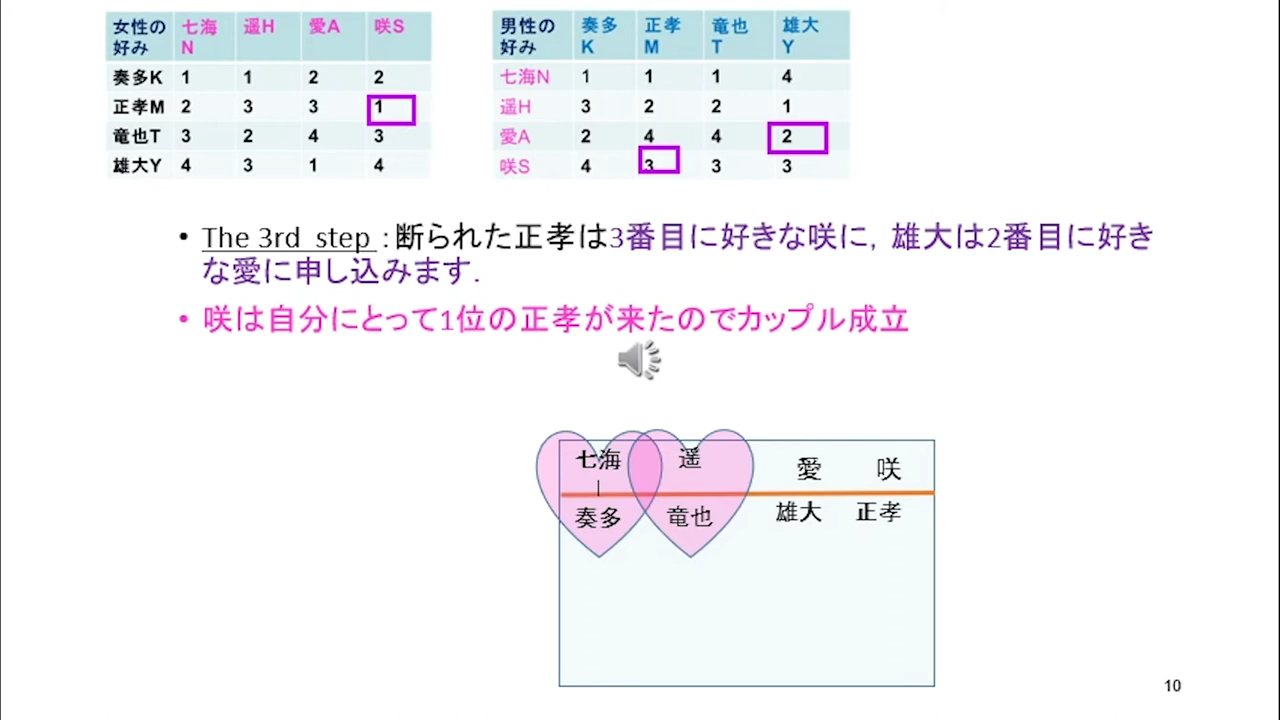 女性の好み 七海N 遥H 愛A 咲S
奏多K 1 1 2 2
正孝M 2 3 3 1
竜也T 3 2 4 3
雄大Y 4 3 1 4
男性の好み 奏多K 正孝M 竜也T 雄大Y
七海N 1 1 1 4
遥H 3 2 2 1
愛A 2 4 4 2
咲S 4 3 3 3
• The 3rd step :断られた正孝は3番目に好きな咲に, 雄大は2番目に好き
な愛に申し込みます.
• 咲は自分にとって1位の正孝が来たのでカップル成立
七海 遥 愛 咲
奏多 竜也 雄大 正孝
10